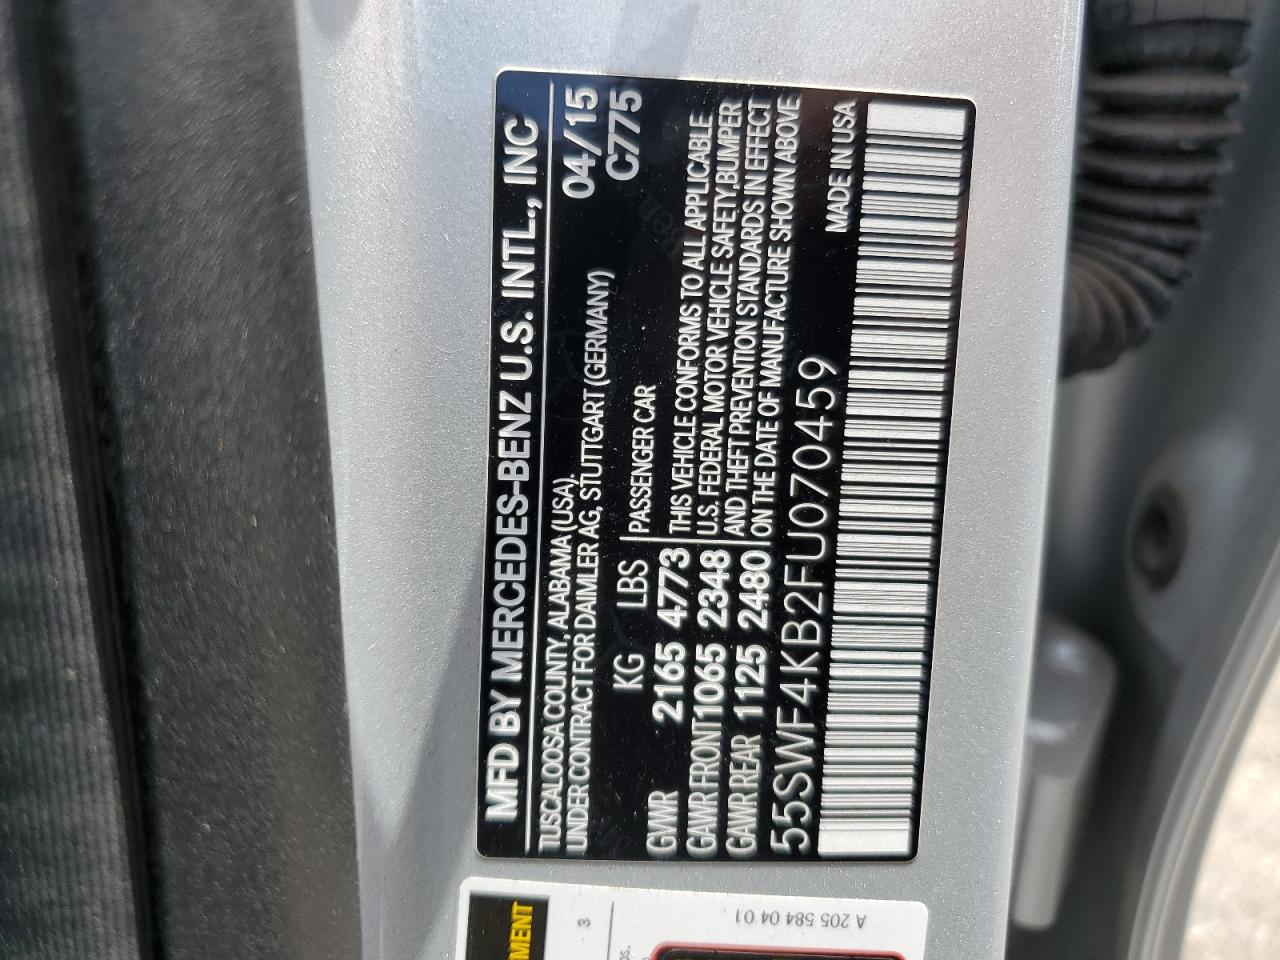 MFD BY MERCEDES-BENZ U.S. INTL., INC
TUSCALOOSA COUNTY, ALABAMA (USA). 04/15
UNDER CONTRACT FOR DAIMLER AG, STUTTGART (GERMANY)
C775
KG LBS PASSENGER CAR
GVWR 2165 4773 THIS VEHICLE CONFORMS TO ALL APPLICABLE
GAWR FRONT 1065 2348 U.S. FEDERAL MOTOR VEHICLE SAFETY, BUMPER
GAWR REAR 1125 2480 AND THEFT PREVENTION STANDARDS IN EFFECT
ON THE DATE OF MANUFACTURE SHOWN ABOVE
55SWF4KB2FU070459 MADE IN USA
3
A 205 584 04 01